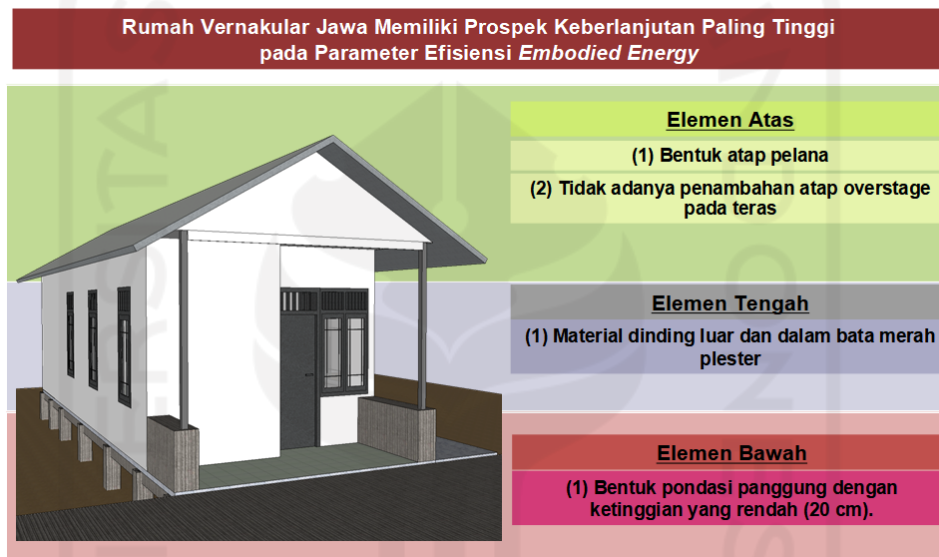 Rumah Vernakular Jawa Memiliki Prospek Keberlanjutan Paling Tinggi
pada Parameter Efisiensi Embodied Energy
Elemen Atas
(1) Bentuk atap pelana
(2) Tidak adanya penambahan atap overstage
pada teras
Elemen Tengah
(1) Material dinding luar dan dalam bata merah
plester
Elemen Bawah
(1) Bentuk pondasi panggung dengan
ketinggian yang rendah (20 cm).